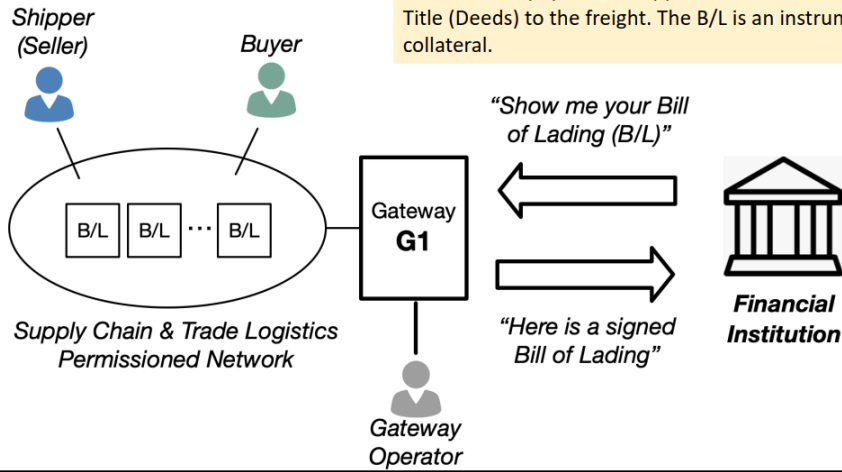 Title (Deeds) to the freight. The B/L is an
collateral.
Shipper
(Seller)
Buyer
“Show me your Bill
of Lading (B/L)”
B/L
B/L
...
B/L
Gateway
G1
Financial
Institution
“Here is a signed
Bill of Lading”
Supply Chain & Trade Logistics
Permissioned Network
Gateway
Operator